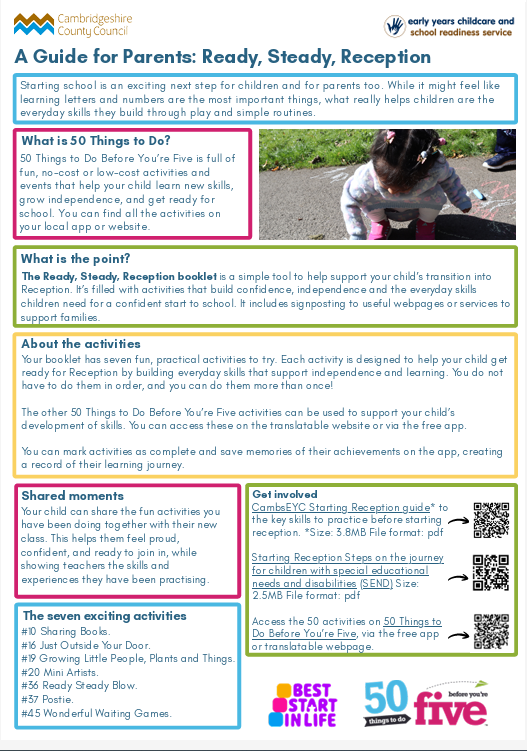 Cambridgeshire
County Council
early years childcare and
school readiness service
A Guide for Parents: Ready, Steady, Reception
Starting school is an exciting next step for children and for parents too. While it might feel like
learning letters and numbers are the most important things, what really helps children are the
everyday skills they build through play and simple routines.
What is 50 Things to Do?
50 Things to Do Before You're Five is full of
fun, no-cost or low-cost activities and
events that help your child learn new skills,
grow independence, and get ready for
school. You can find all the activities on
your local app or website.
What is the point?
The Ready, Steady, Reception booklet is a simple tool to help support your child's transition into
Reception. It's filled with activities that build confidence, independence and the everyday skills
children need for a confident start to school. It includes signposting to useful webpages or services to
support families.
About the activities
Your booklet has seven fun, practical activities to try. Each activity is designed to help your child get
ready for Reception by building everyday skills that support independence and learning. You do not
have to do them in order, and you can do them more than once!
The other 50 Things to Do Before You're Five activities can be used to support your child's
development of skills. You can access these on the translatable website or via the free app.
You can mark activities as complete and save memories of their achievements on the app, creating
a record of their learning journey.
Shared moments
Your child can share the fun activities you
have been doing together with their new
class. This helps them feel proud,
confident, and ready to join in, while
showing teachers the skills and
experiences they have been practising.
The seven exciting activities
#10 Sharing Books.
#16 Just Outside Your Door.
#19 Growing Little People, Plants and Things.
#20 Mini Artists.
#36 Ready Steady Blow.
#37 Postie.
#45 Wonderful Waiting Games.
Get involved
CambsEYC Starting Reception guide* to
the key skills to practice before starting
reception. *Size: 3.8MB File format: pdf
Starting Reception Steps on the journey
for children with special educational
needs and disabilities (SEND) Size:
2.5MB File format: pdf
Access the 50 activities on 50 Things to
Do Before You're Five, via the free app
or translatable webpage.
BEST
START
IN LIFE
50
things to do
before you're
five